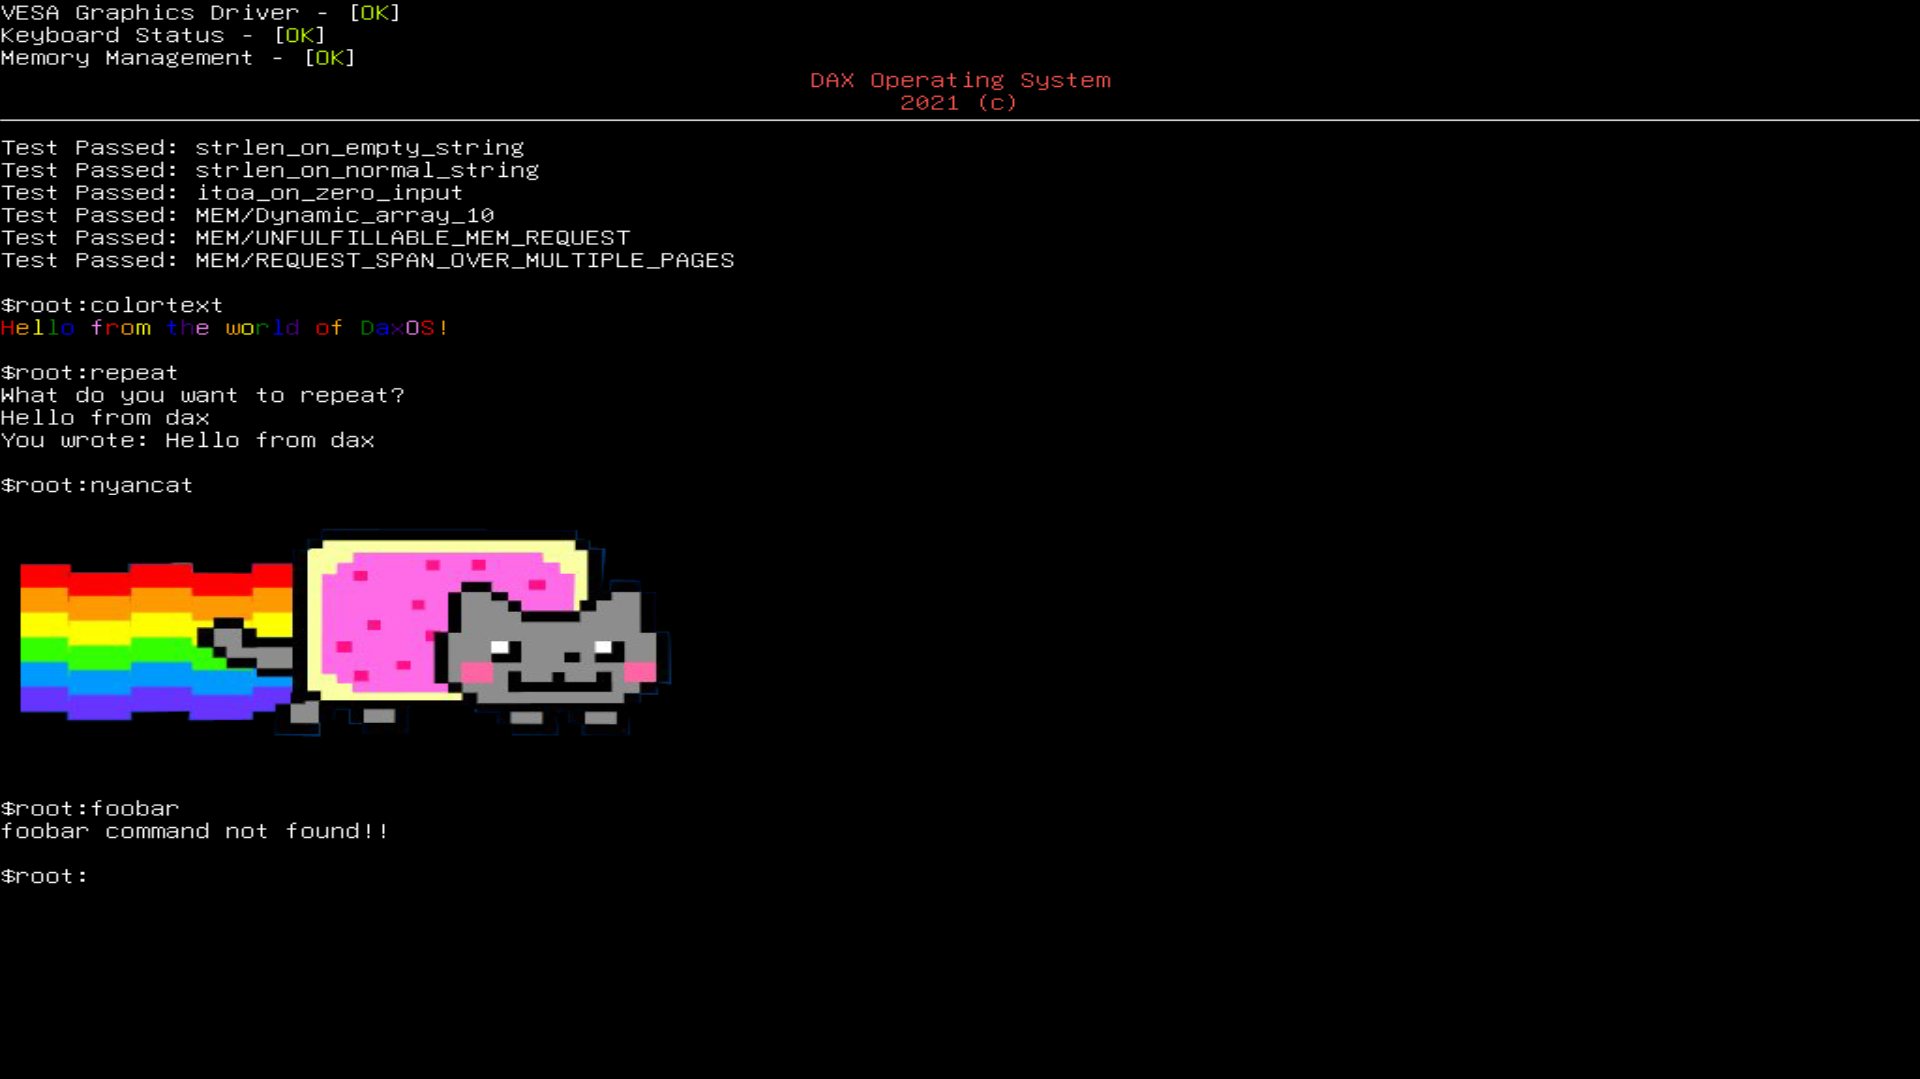 VESA Graphics Driver - [OK]
Keyboard Status - [OK]
Memory Management - [OK]
DAX Operating System
2021 (c)
Test Passed: strlen_on_empty_string
Test Passed: strlen_on_normal_string
Test Passed: itoa_on_zero_input
Test Passed: MEM/Dynamic_array_10
Test Passed: MEM/UNFULFILLABLE_MEM_REQUEST
Test Passed: MEM/REQUEST_SPAN_OVER_MULTIPLE_PAGES
$root:colortext
Hello from the world of DaxOS!
$root:repeat
What do you want to repeat?
Hello from dax
You wrote: Hello from dax
$root:nyancat
$root:foobar
foobar command not found!!
$root: